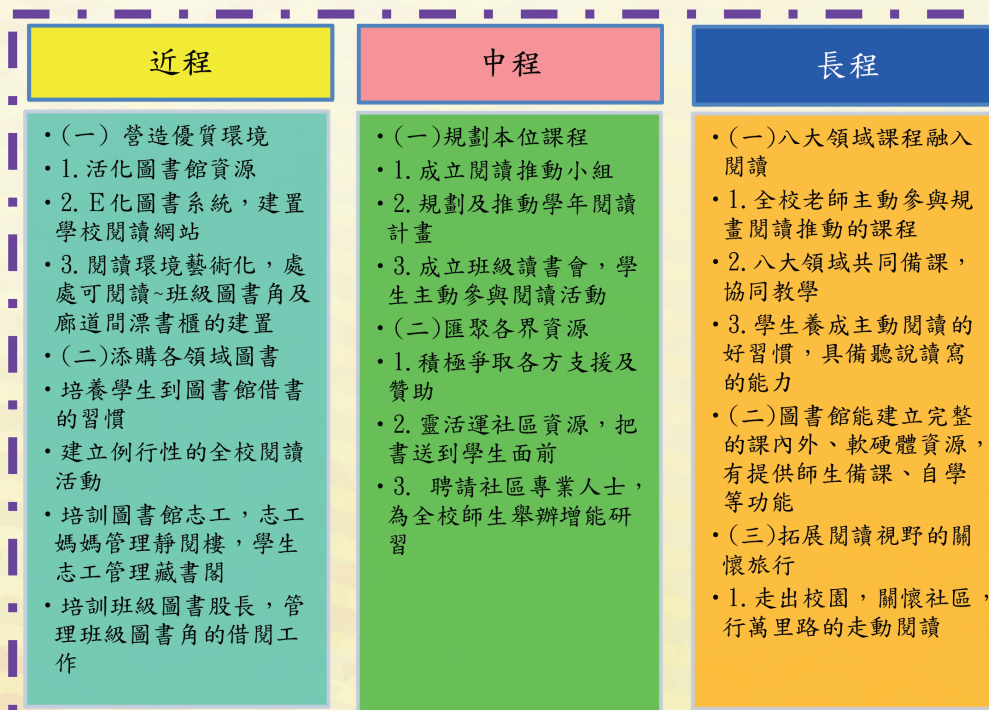 近程
・(一) 營造優質環境
・1.活化圖書館資源
・2.E化圖書系統，建置
學校閱讀網站
・3.閱讀環境藝術化，處
處可閱讀~班級圖書角及
廊道間漂書櫃的建置
・(二)添購各領域圖書
・培養學生到圖書館借書
的習慣
・建立例行性的全校閱讀
活動
・培訓圖書館志工，志工
媽媽管理靜閱樓，學生
志工管理藏書閣
・培訓班級圖書股長，管
理班級圖書角的借閱工
作
中程
・(一)規劃本位課程
・1.成立閱讀推動小組
・2.規劃及推動學年閱讀
計畫
・3.成立班級讀書會，學
生主動參與閱讀活動
・(二)匯聚各界資源
・1.積極爭取各方支援及
贊助
・2.靈活運社區資源，把
書送到學生面前
・3. 聘請社區專業人士，
為全校師生舉辦增能研
習
長程
・(一)八大領域課程融入
閱讀
・1.全校老師主動參與規
畫閱讀推動的課程
・2.八大領域共同備課，
協同教學
・3.學生養成主動閱讀的
好習慣，具備聽說讀寫
的能力
・(二)圖書館能建立完整
的課內外、軟硬體資源，
有提供師生備課、自學
等功能
・(三)拓展閱讀視野的關
懷旅行
・1.走出校園，關懷社區，
行萬里路的走動閱讀